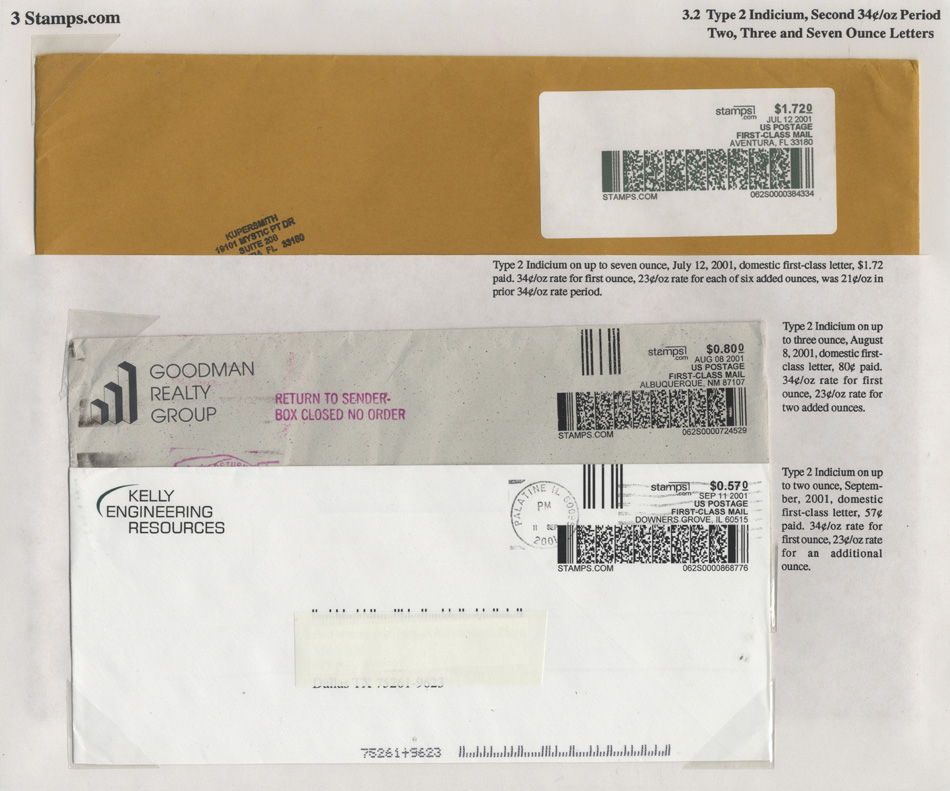 3 Stamps.com
3.2 Type 2 Indicium, Second 34¢/oz Period
Two, Three and Seven Ounce Letters
stamps.com
$1.720
JUL 12 2001
US POSTAGE
FIRST-CLASS MAIL
AVENTURA, FL 33180
STAMPS.COM
062S0000384334
KUPERSMITH
19101 MYSTIC PT DR
SUITE 208
FL 33180
Type 2 Indicium on up to seven ounce, July 12, 2001, domestic first-class letter, $1.72
paid. 34¢/oz rate for first ounce, 23¢/oz rate for each of six added ounces, was 21¢/oz in
prior 34¢/oz rate period.
GOODMAN
REALTY
GROUP
RETURN TO SENDER-
BOX CLOSED NO ORDER
stamps.com
$0.800
AUG 08 2001
US POSTAGE
FIRST-CLASS MAIL
ALBUQUERQUE, NM 87107
STAMPS.COM
062S0000724529
Type 2 Indicium on up
to three ounce, August
8, 2001, domestic first-
class letter, 80¢ paid.
34¢/oz rate for first
ounce, 23¢/oz rate for
two added ounces.
KELLY
ENGINEERING
RESOURCES
PALATINE IL
PM
11 SEP
2001
stamps.com
$0.570
SEP 11 2001
US POSTAGE
FIRST-CLASS MAIL
DOWNERS GROVE, IL 60515
STAMPS.COM
062S0000868776
Type 2 Indicium on up
to two ounce, Septem-
ber, 2001, domestic
first-class letter, 57¢
paid. 34¢/oz rate for
first ounce, 23¢/oz rate
for an additional
ounce.
Dallas TX 75261-9623
75261+9623